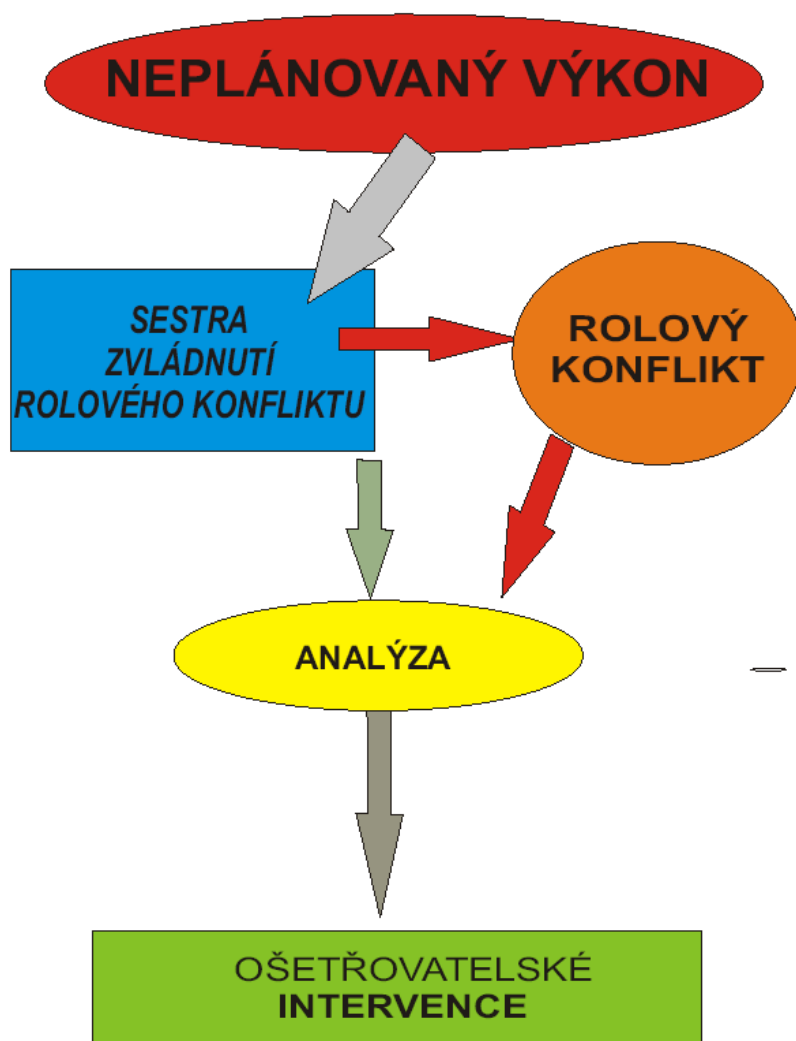 NEPLÁNOVANÝ VÝKON
SESTRA
ZVLÁDNUTÍ
ROLOVÉHO KONFLIKTU
ROLOVÝ
KONFLIKT
ANALÝZA
OŠETŘOVATELSKÉ
INTERVENCE